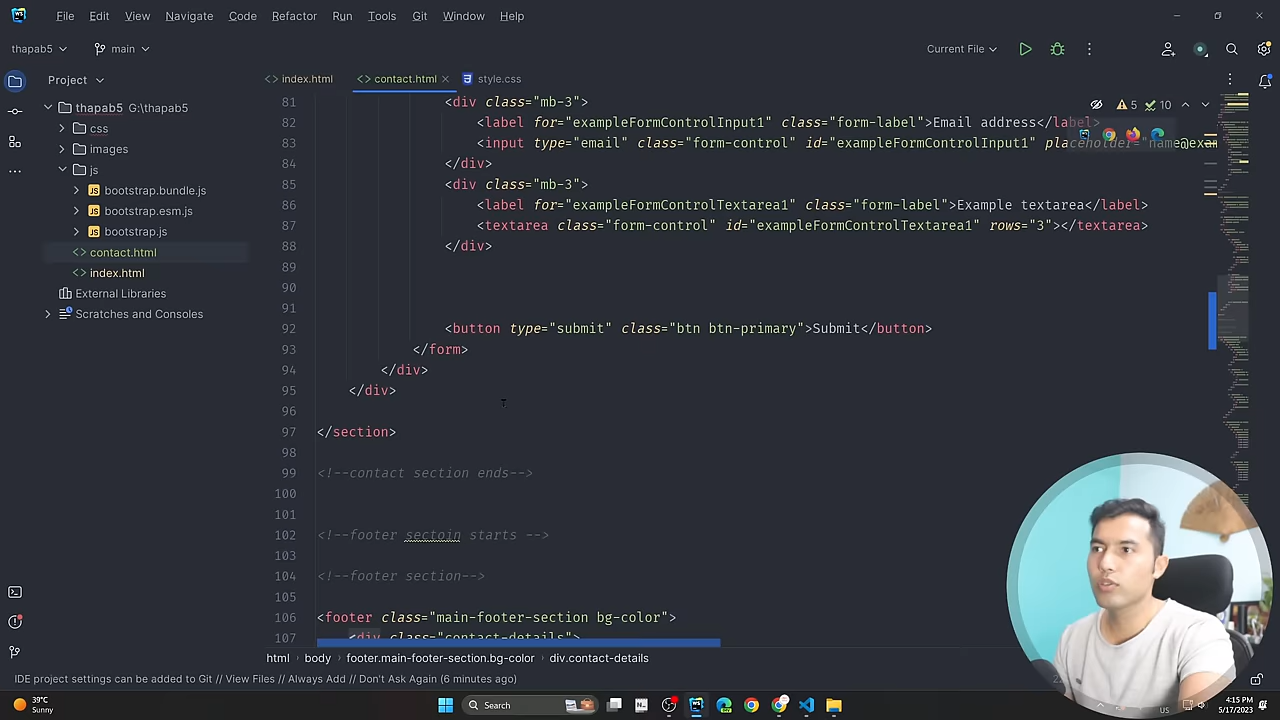 WS File Edit View Navigate Code Refactor Run Tools Git Window Help
thapab5 main Current File
Project index.html contact.html style.css
thapab5 G:\thapab5
css
images
js
bootstrap.bundle.js
bootstrap.esm.js
bootstrap.js
contact.html
index.html
External Libraries
Scratches and Consoles
5 10
81 <div class="mb-3">
82 <label for="exampleFormControlInput1" class="form-label">Email address</label>
83 <input type="email" class="form-control" id="exampleFormControlInput1" placeholder="name@exam
84 </div>
85 <div class="mb-3">
86 <label for="exampleFormControlTextarea1" class="form-label">Example textarea</label>
87 <textarea class="form-control" id="exampleFormControlTextarea1" rows="3"></textarea>
88 </div>
89
90
91
92 <button type="submit" class="btn btn-primary">Submit</button>
93 </form>
94 </div>
95 </div>
96
97 </section>
98
99 <!--contact section ends-->
100
101
102 <!--footer sectoin starts -->
103
104 <!--footer section-->
105
106 <footer class="main-footer-section bg-color">
107 <div class="contact-details">
html body footer.main-footer-section.bg-color div.contact-details
IDE project settings can be added to Git // View Files // Always Add // Don't Ask Again (6 minutes ago)
39°C
Sunny
Search
US
4:15 PM
5/17/2023